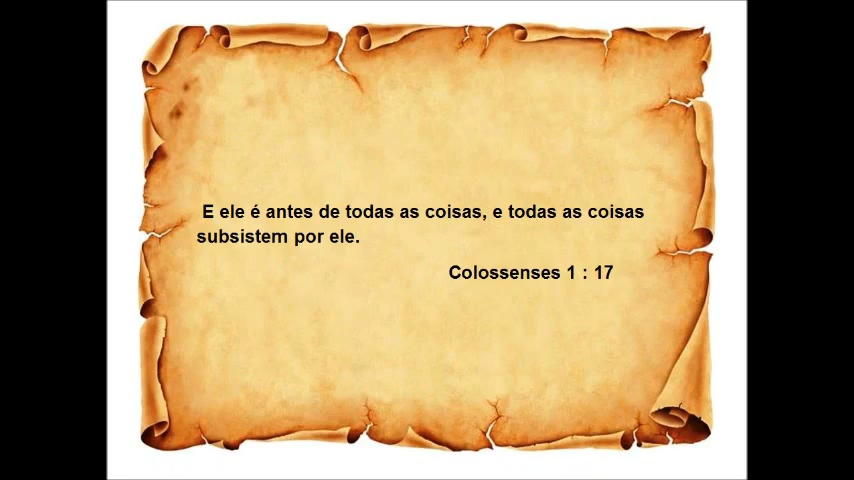 E ele é antes de todas as coisas, e todas as coisas
subsistem por ele.
Colossenses 1 : 17